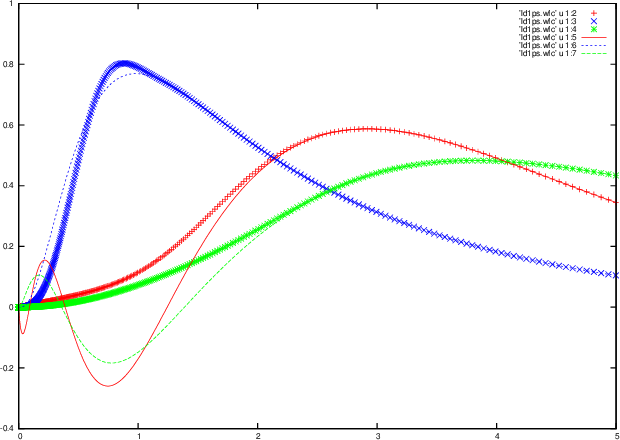 1
0.8
0.6
0.4
0.2
0
-0.2
-0.4
0 1 2 3 4 5
'ld1ps.wfc' u 1:2
'ld1ps.wfc' u 1:3
'ld1ps.wfc' u 1:4
'ld1ps.wfc' u 1:5
'ld1ps.wfc' u 1:6
'ld1ps.wfc' u 1:7